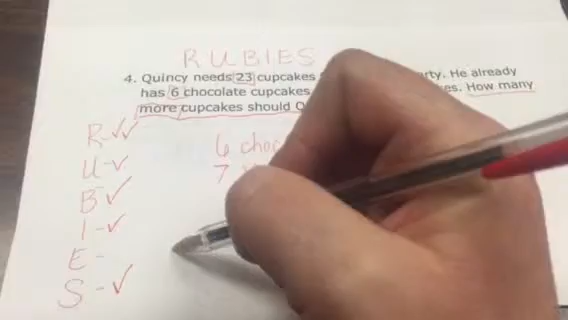 RUBIES
4. Quincy needs 23 cupcakes arty. He already
has 6 chocolate cupcakes es. How many
more cupcakes should Q
R - ✓✓
U - ✓
B - ✓
I - ✓
E -
S - ✓
6 choc
7